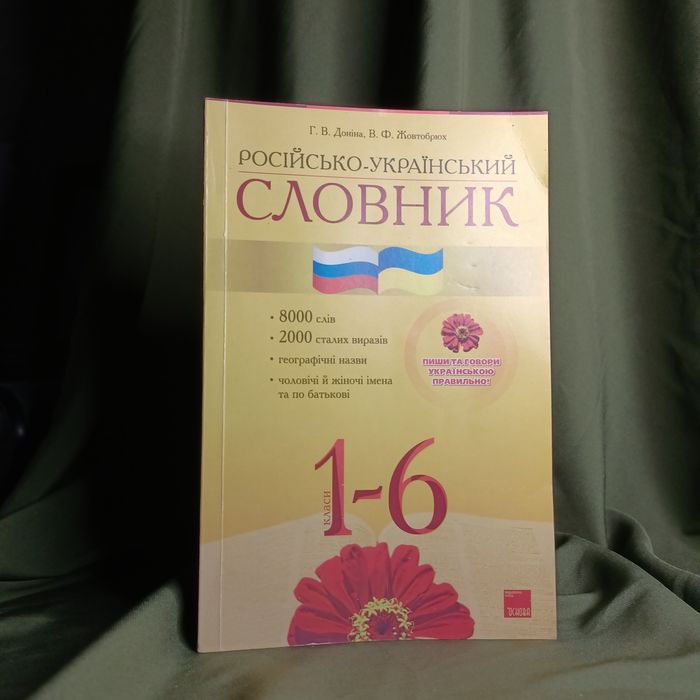 Г. В. Доніна, В. Ф. Жовтобрюх
РОСІЙСЬКО-УКРАЇНСЬКИЙ
СЛОВНИК
• 8000 слів
• 2000 сталих виразів
• географічні назви
• чоловічі й жіночі імена
та по батькові
ПИШИ ТА ГОВОРИ
УКРАЇНСЬКОЮ
ПРАВИЛЬНО!
класи
1-6
ОСНОВА